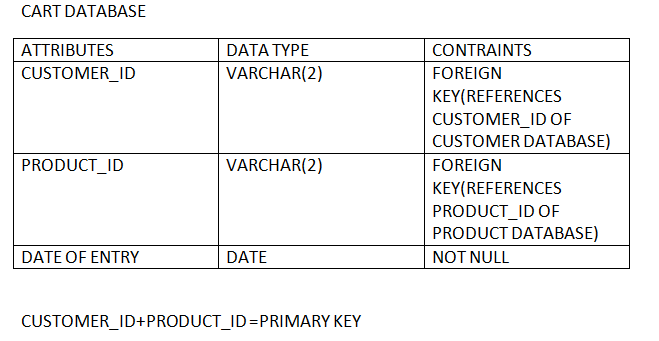 CART DATABASE
ATTRIBUTES DATA TYPE CONTRAINTS
CUSTOMER_ID VARCHAR(2) FOREIGN
KEY(REFERENCES
CUSTOMER_ID OF
CUSTOMER DATABASE)
PRODUCT_ID VARCHAR(2) FOREIGN
KEY(REFERENCES
PRODUCT_ID OF
PRODUCT DATABASE)
DATE OF ENTRY DATE NOT NULL
CUSTOMER_ID+PRODUCT_ID=PRIMARY KEY